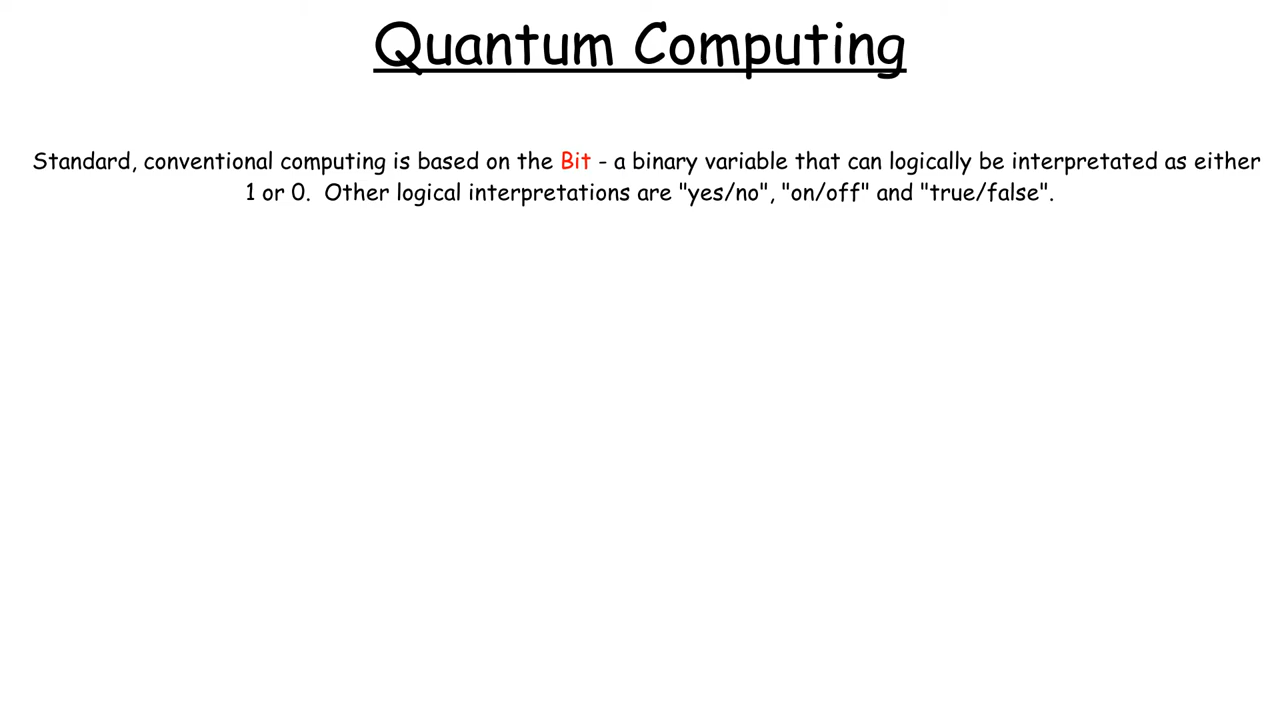 Quantum Computing
Standard, conventional computing is based on the Bit - a binary variable that can logically be interpretated as either
1 or 0.  Other logical interpretations are "yes/no", "on/off" and "true/false".